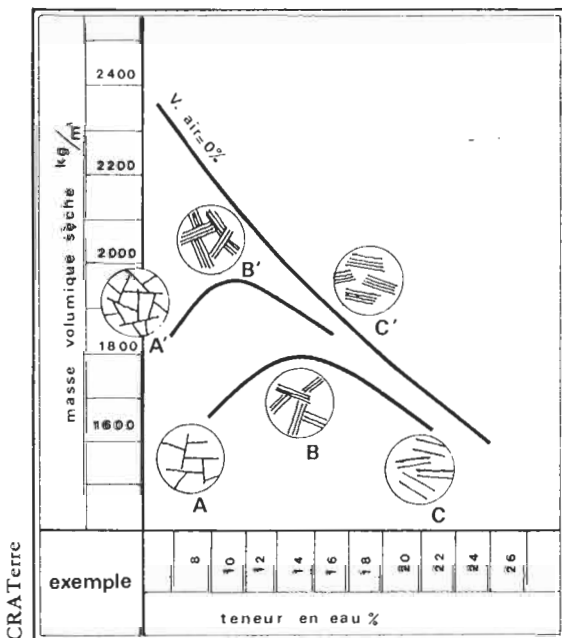 2400
2200
2000
1800
1600
masse volumique sèche kg/m³
V. air=0%
B'
A'
C'
B
A
C
exemple
8
10
12
14
16
18
20
22
24
26
teneur en eau %
CRATerre